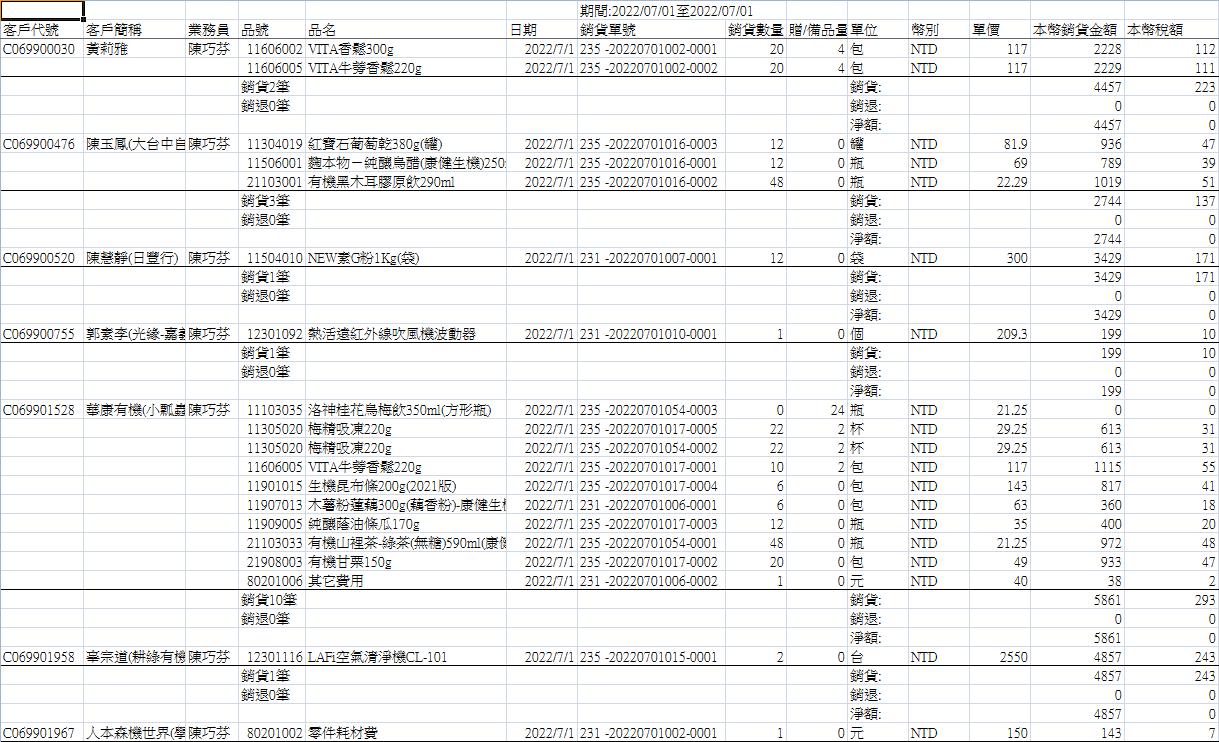 期間:2022/07/01至2022/07/01
客戶代號 客戶簡稱 業務員 品號 品名 日期 銷貨單號 銷貨數量 贈/備品量 單位 幣別 單價 本幣銷貨金額 本幣稅額
C069900030 黃莉雅 陳巧芬 11606002 VITA香鬆300g 2022/7/1 235 -20220701002-0001 20 4 包 NTD 117 2228 112
11606005 VITA牛蒡香鬆220g 2022/7/1 235 -20220701002-0002 20 4 包 NTD 117 2229 111
銷貨2筆 銷貨: 4457 223
銷退0筆 銷退: 0 0
淨額: 4457 0
C069900476 陳玉鳳(大台中自 陳巧芬 11304019 紅寶石葡萄乾380g(罐) 2022/7/1 235 -20220701016-0003 12 0 罐 NTD 81.9 936 47
11506001 麴本物－純釀烏醋(康健生機)250 2022/7/1 235 -20220701016-0001 12 0 瓶 NTD 69 789 39
21103001 有機黑木耳膠原飲290ml 2022/7/1 235 -20220701016-0002 48 0 瓶 NTD 22.29 1019 51
銷貨3筆 銷貨: 2744 137
銷退0筆 銷退: 0 0
淨額: 2744 0
C069900520 陳慧靜(日豐行) 陳巧芬 11504010 NEW素G粉1Kg(袋) 2022/7/1 231 -20220701007-0001 12 0 袋 NTD 300 3429 171
銷貨1筆 銷貨: 3429 171
銷退0筆 銷退: 0 0
淨額: 3429 0
C069900755 郭素李(光緣-嘉 陳巧芬 12301092 熱活遠紅外線吹風機波動器 2022/7/1 231 -20220701010-0001 1 0 個 NTD 209.3 199 10
銷貨1筆 銷貨: 199 10
銷退0筆 銷退: 0 0
淨額: 199 0
C069901528 華康有機(小瓢蟲 陳巧芬 11103035 洛神桂花烏梅飲350ml(方形瓶) 2022/7/1 235 -20220701054-0003 0 24 瓶 NTD 21.25 0 0
11305020 梅精吸凍220g 2022/7/1 235 -20220701017-0005 22 2 杯 NTD 29.25 613 31
11305020 梅精吸凍220g 2022/7/1 235 -20220701054-0002 22 2 杯 NTD 29.25 613 31
11606005 VITA牛蒡香鬆220g 2022/7/1 235 -20220701017-0001 10 2 包 NTD 117 1115 55
11901015 生機昆布條200g(2021版) 2022/7/1 235 -20220701017-0004 6 0 包 NTD 143 817 41
11907013 木薯粉蓮藕300g(藕香粉)-康健生 2022/7/1 231 -20220701006-0001 6 0 包 NTD 63 360 18
11909005 純釀蔭油條瓜170g 2022/7/1 235 -20220701017-0003 12 0 瓶 NTD 35 400 20
21103033 有機山裡茶-綠茶(無糖)590ml(康 2022/7/1 235 -20220701054-0001 48 0 瓶 NTD 21.25 972 48
21908003 有機甘栗150g 2022/7/1 235 -20220701017-0002 20 0 包 NTD 49 933 47
80201006 其它費用 2022/7/1 231 -20220701006-0002 1 0 元 NTD 40 38 2
銷貨10筆 銷貨: 5861 293
銷退0筆 銷退: 0 0
淨額: 5861 0
C069901958 辜宗道(耕綠有機 陳巧芬 12301116 LAFi空氣清淨機CL-101 2022/7/1 235 -20220701015-0001 2 0 台 NTD 2550 4857 243
銷貨1筆 銷貨: 4857 243
銷退0筆 銷退: 0 0
淨額: 4857 0
C069901967 人本森機世界(學 陳巧芬 80201002 零件耗材費 2022/7/1 231 -20220701002-0001 1 0 元 NTD 150 143 7